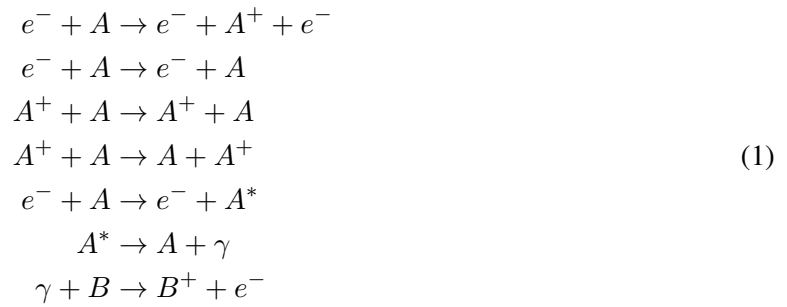 e⁻ + A → e⁻ + A⁺ + e⁻
e⁻ + A → e⁻ + A
A⁺ + A → A⁺ + A
A⁺ + A → A + A⁺ (1)
e⁻ + A → e⁻ + A*
A* → A + γ
γ + B → B⁺ + e⁻